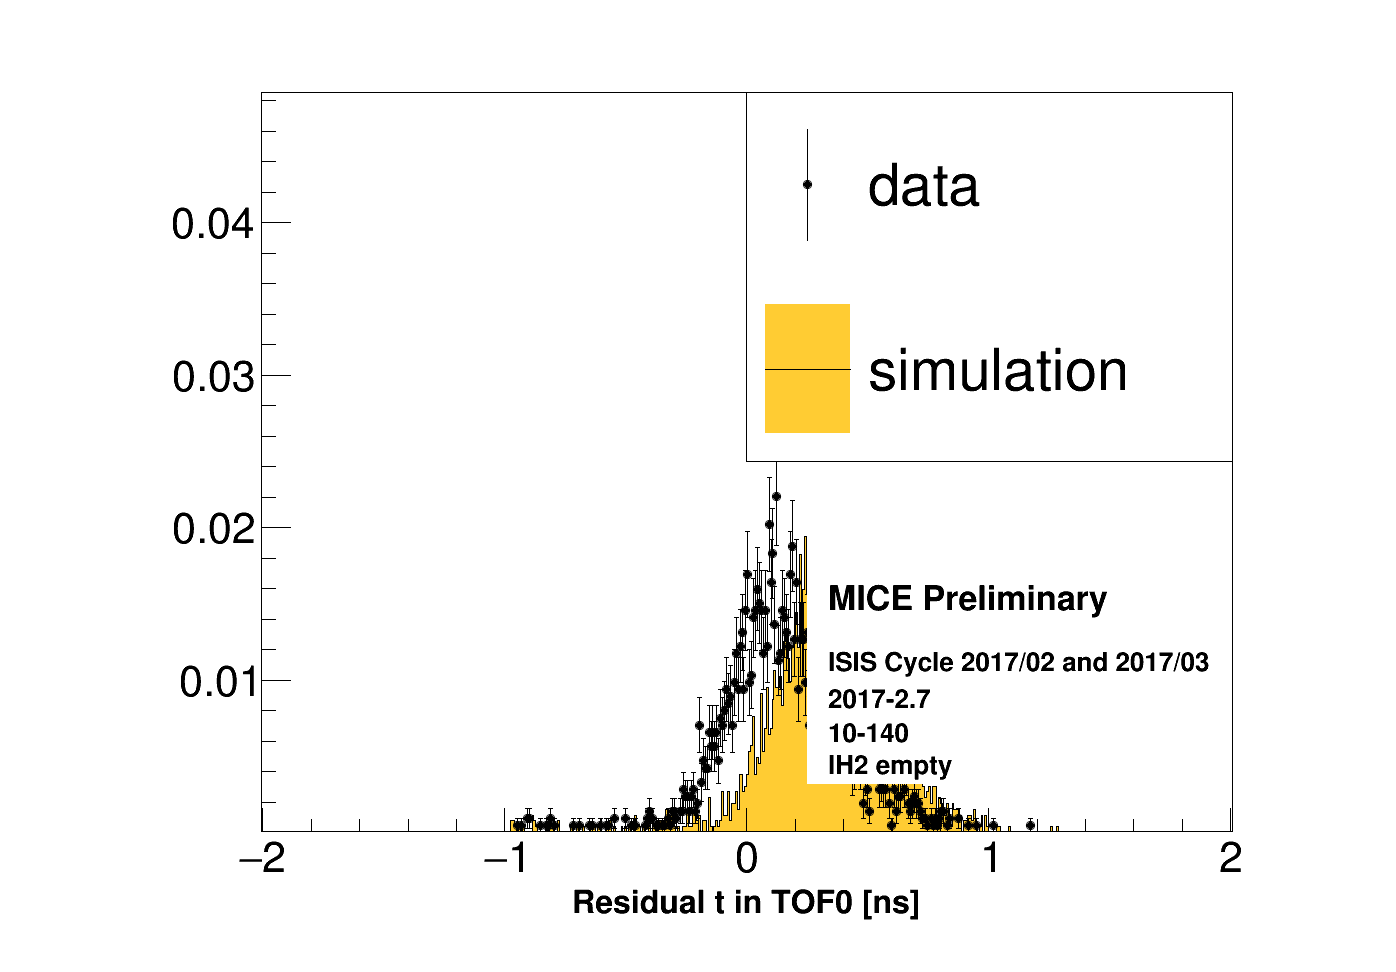 data
simulation
0.04
0.03
0.02
0.01
MICE Preliminary
ISIS Cycle 2017/02 and 2017/03
2017-2.7
10-140
IH2 empty
−2
−1
0
1
2
Residual t in TOF0 [ns]